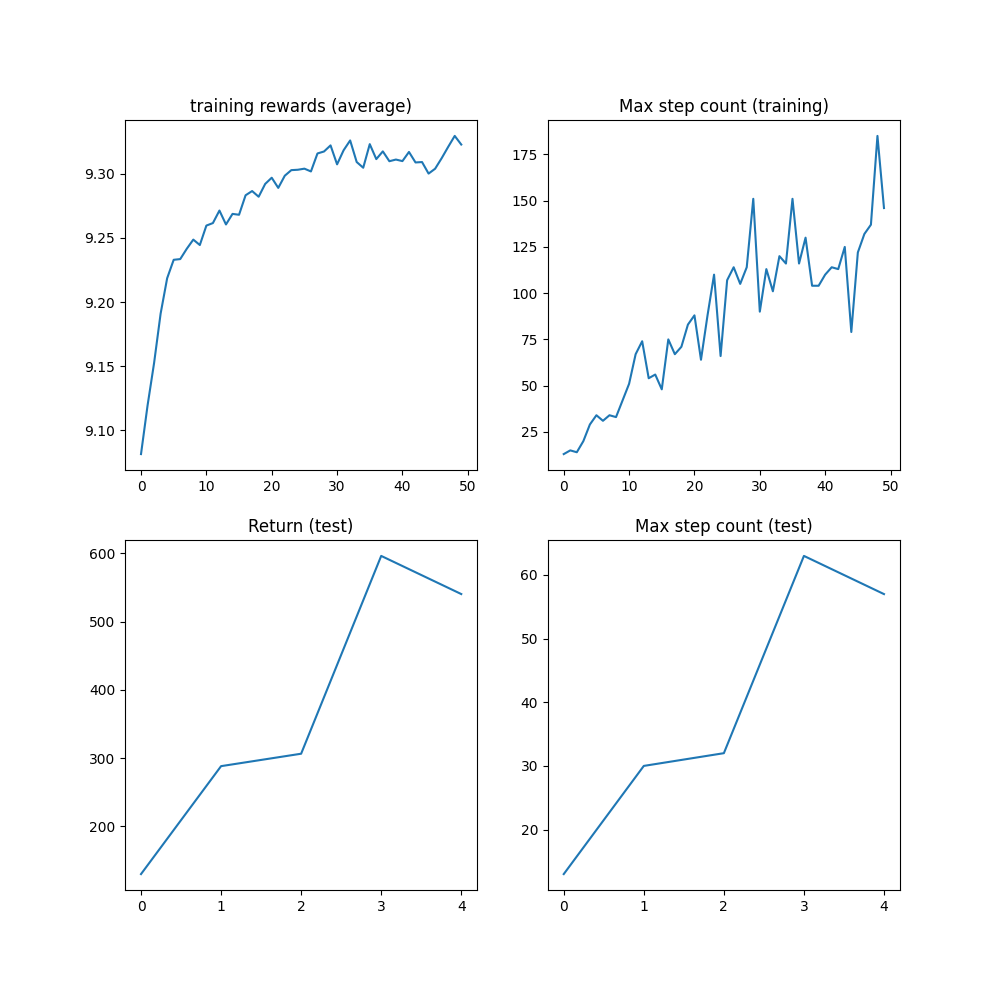 training rewards (average)
9.30
9.25
9.20
9.15
9.10
0 10 20 30 40 50
Max step count (training)
175
150
125
100
75
50
25
0 10 20 30 40 50
Return (test)
600
500
400
300
200
0 1 2 3 4
Max step count (test)
60
50
40
30
20
0 1 2 3 4